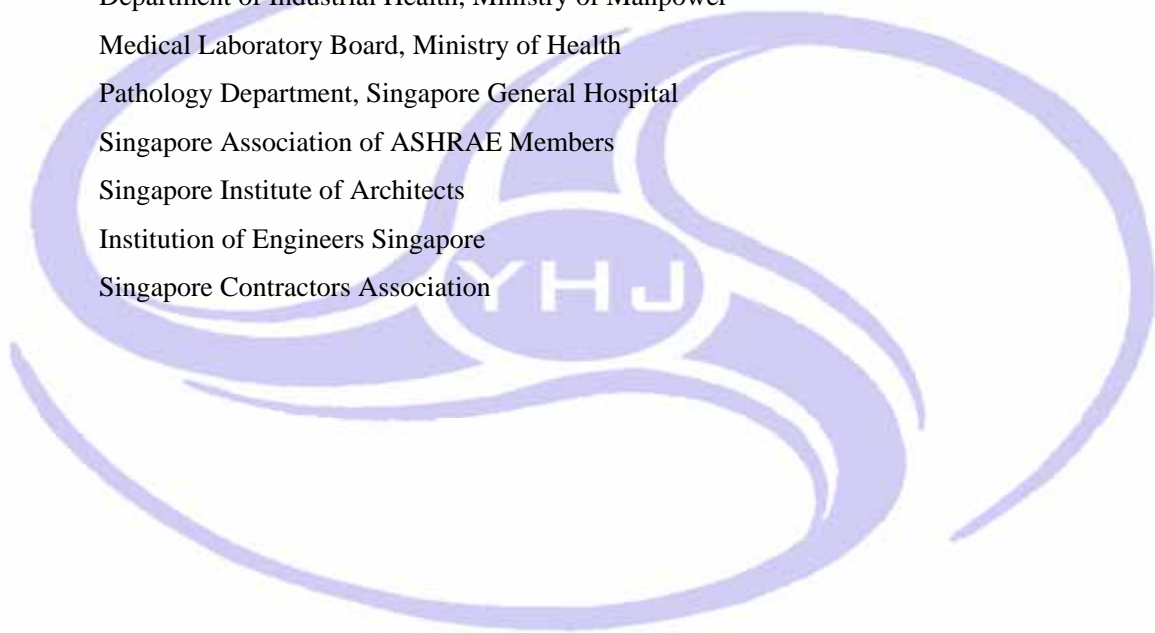 Department of Industrial Health, Ministry of Manpower
Medical Laboratory Board, Ministry of Health
Pathology Department, Singapore General Hospital
Singapore Association of ASHRAE Members
Singapore Institute of Architects
Institution of Engineers Singapore
Singapore Contractors Association
YHJ